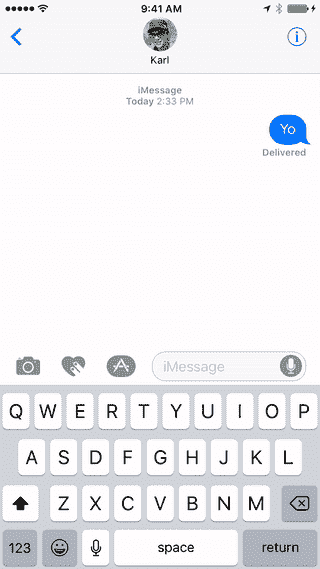 9:41 AM
Karl
iMessage
Today 2:33 PM
Yo
Delivered
iMessage
Q W E R T Y U I O P
A S D F G H J K L
Z X C V B N M
123 space return